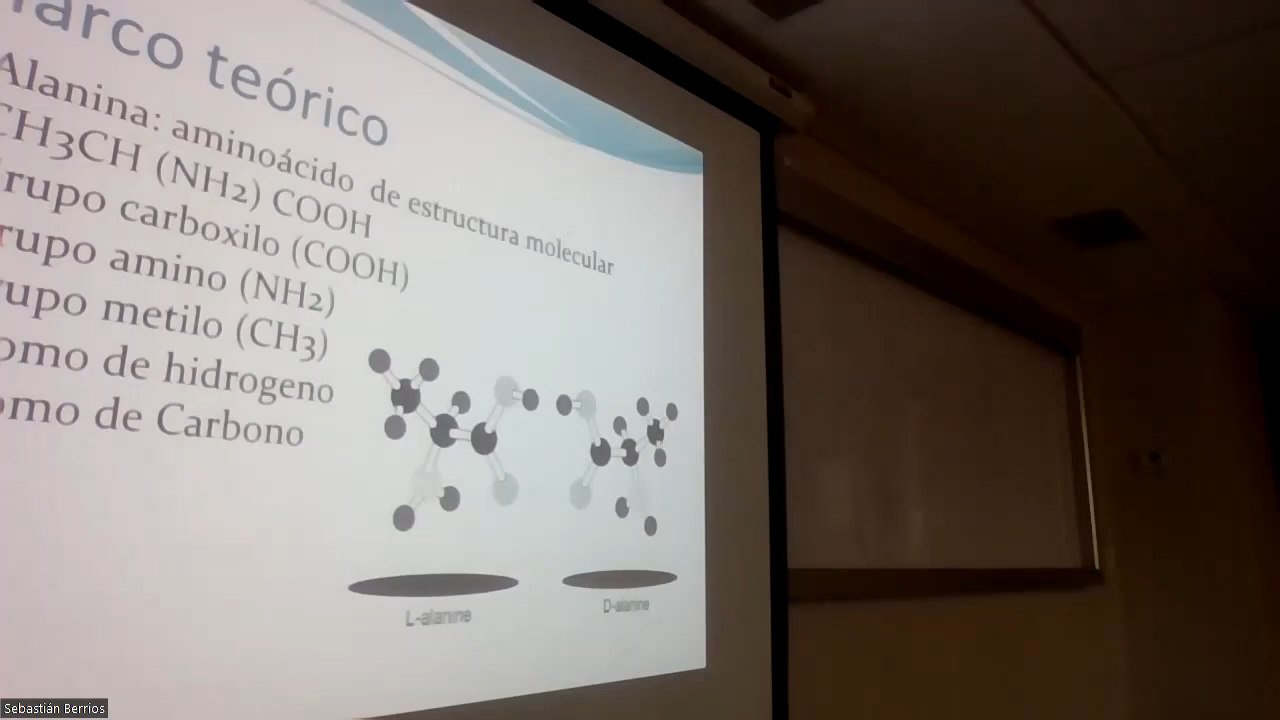 arco teórico
Alanina: aminoácido de estructura molecular
CH3CH (NH2) COOH
rupo carboxilo (COOH)
rupo amino (NH2)
upo metilo (CH3)
omo de hidrogeno
omo de Carbono
L-alanine
D-alanine
Sebastián Berrios